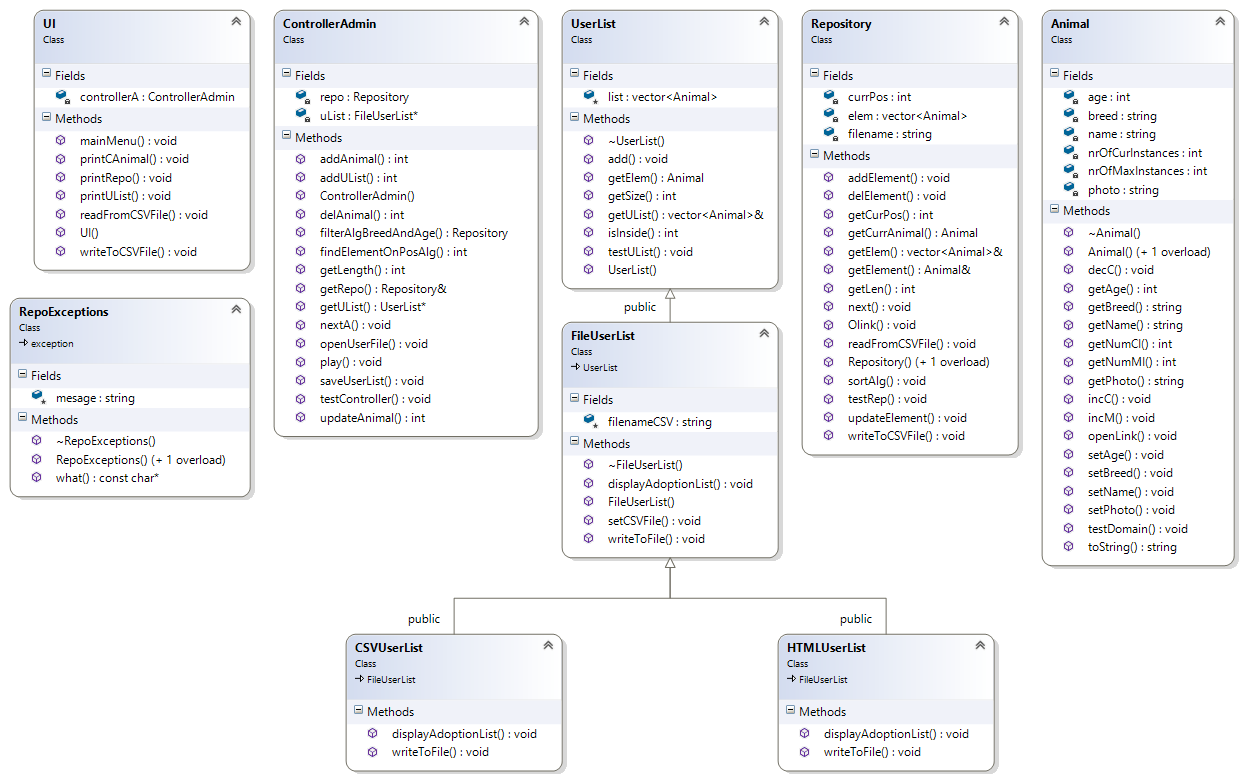 UI
Class
Fields
controllerA : ControllerAdmin
Methods
mainMenu() : void
printCAnimal() : void
printRepo() : void
printUList() : void
readFromCSVFile() : void
UI()
writeToCSVFile() : void
RepoExceptions
Class
exception
Fields
mesage : string
Methods
~RepoExceptions()
RepoExceptions() (+ 1 overload)
what() : const char*
ControllerAdmin
Class
Fields
repo : Repository
uList : FileUserList*
Methods
addAnimal() : int
addUList() : int
ControllerAdmin()
delAnimal() : int
filterAlgBreedAndAge() : Repository
findElementOnPosAlg() : int
getLength() : int
getRepo() : Repository&
getUList() : UserList*
nextA() : void
openUserFile() : void
play() : void
saveUserList() : void
testController() : void
updateAnimal() : int
UserList
Class
Fields
list : vector<Animal>
Methods
~UserList()
add() : void
getElem() : Animal
getSize() : int
getUList() : vector<Animal>&
isInside() : int
testUList() : void
UserList()
public
FileUserList
Class
UserList
Fields
filenameCSV : string
Methods
~FileUserList()
displayAdoptionList() : void
FileUserList()
setCSVFile() : void
writeToFile() : void
Repository
Class
Fields
currPos : int
elem : vector<Animal>
filename : string
Methods
addElement() : void
delElement() : void
getCurPos() : int
getCurrAnimal() : Animal
getElem() : vector<Animal>&
getElement() : Animal&
getLen() : int
next() : void
Olink() : void
readFromCSVFile() : void
Repository() (+ 1 overload)
sortAlg() : void
testRep() : void
updateElement() : void
writeToCSVFile() : void
Animal
Class
Fields
age : int
breed : string
name : string
nrOfCurInstances : int
nrOfMaxInstances : int
photo : string
Methods
~Animal()
Animal() (+ 1 overload)
decC() : void
getAge() : int
getBreed() : string
getName() : string
getNumCI() : int
getNumMI() : int
getPhoto() : string
incC() : void
incM() : void
openLink() : void
setAge() : void
setBreed() : void
setName() : void
setPhoto() : void
testDomain() : void
toString() : string
public
CSVUserList
Class
FileUserList
Methods
displayAdoptionList() : void
writeToFile() : void
public
HTMLUserList
Class
FileUserList
Methods
displayAdoptionList() : void
writeToFile() : void